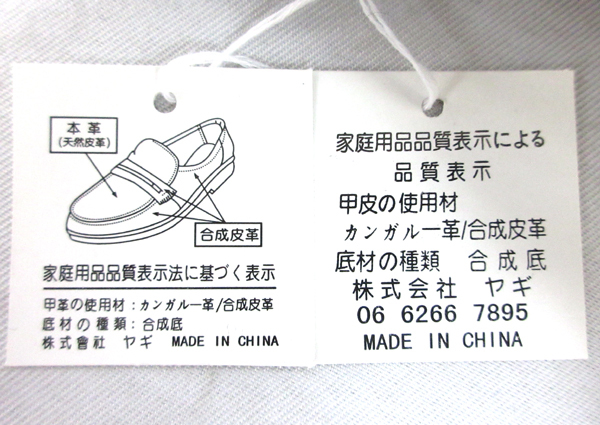 本革
(天然皮革)
合成皮革
家庭用品品質表示法に基づく表示
甲革の使用材：カンガルー革/合成皮革
底材の種類：合成底
株式會社 ヤギ MADE IN CHINA
家庭用品品質表示による
品質表示
甲皮の使用材
カンガルー革/合成皮革
底材の種類 合成底
株式会社 ヤギ
06 6266 7895
MADE IN CHINA